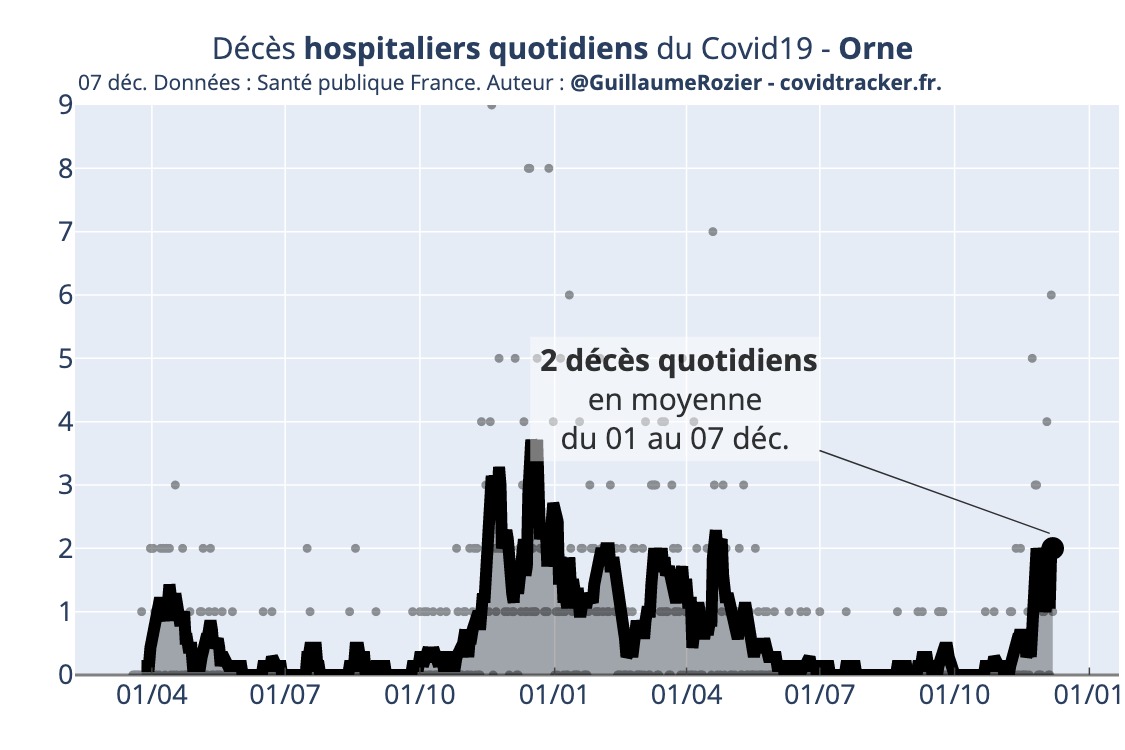 Décès hospitaliers quotidiens du Covid19 - Orne
07 déc. Données : Santé publique France. Auteur : @GuillaumeRozier - covidtracker.fr.
9
8
7
6
5
4
3
2
1
0
2 décès quotidiens
en moyenne
du 01 au 07 déc.
01/04 01/07 01/10 01/01 01/04 01/07 01/10 01/01